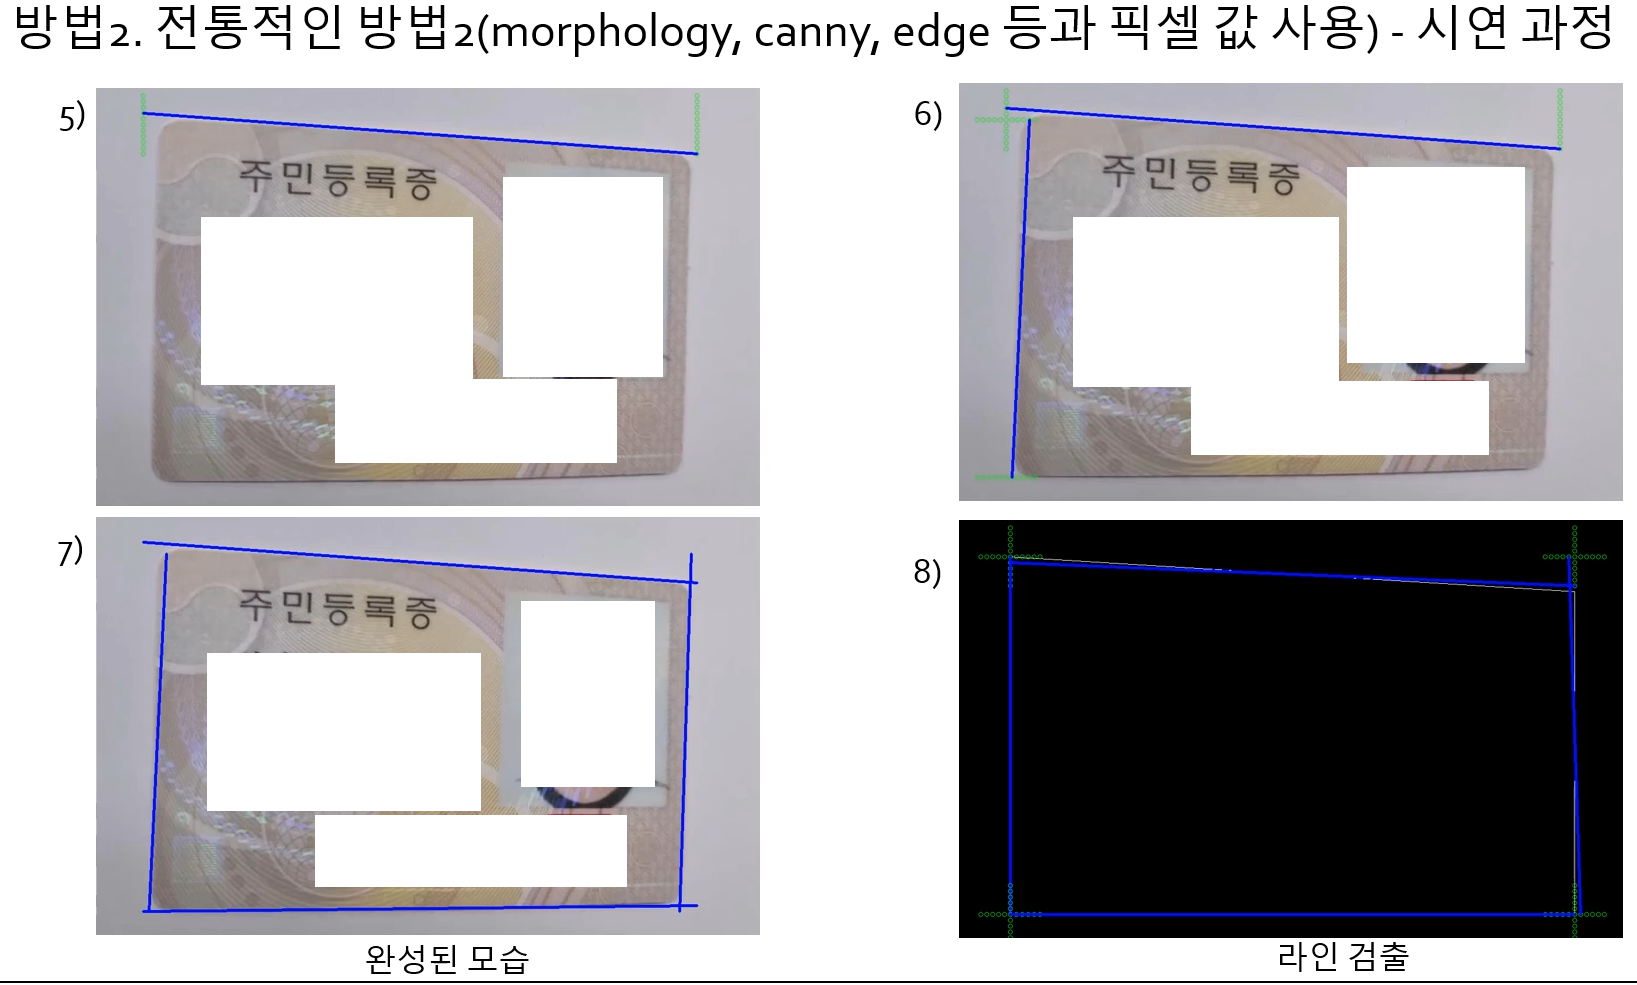 방법2. 전통적인 방법2(morphology, canny, edge 등과 픽셀 값 사용) - 시연 과정
5)
주민등록증
6)
주민등록증
7)
주민등록증
8)
완성된 모습
라인 검출